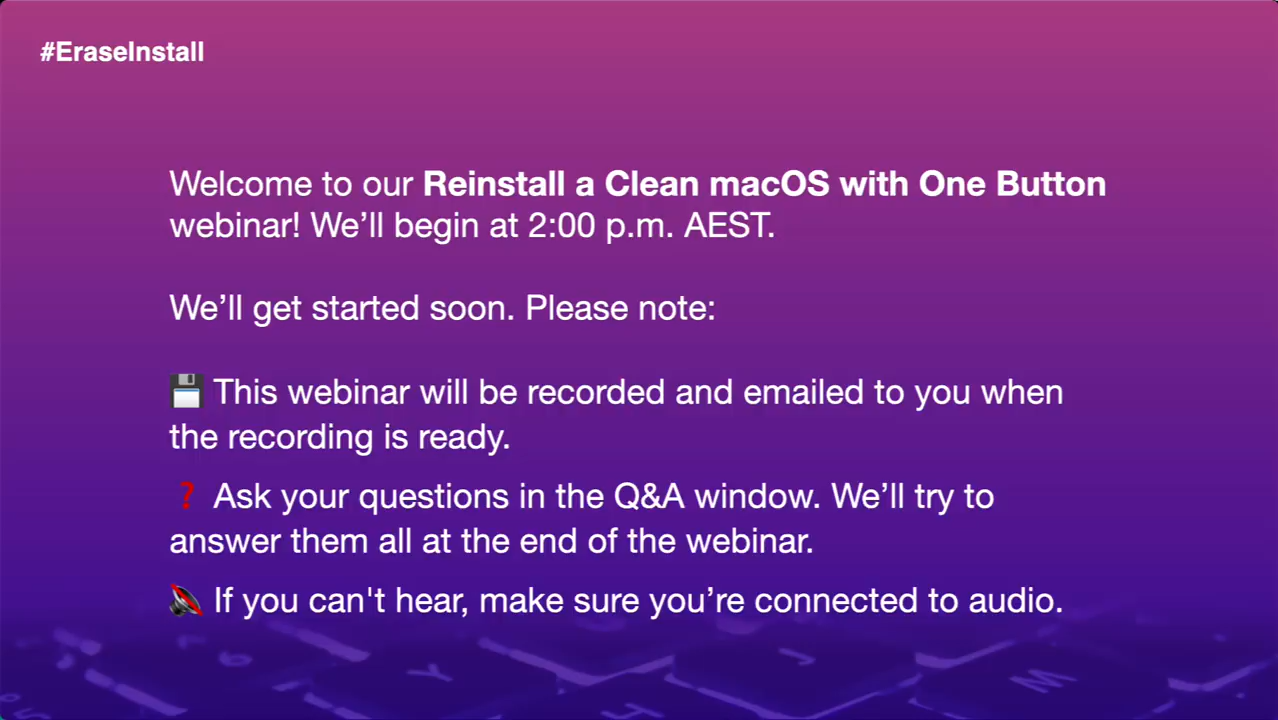 #EraseInstall
Welcome to our Reinstall a Clean macOS with One Button
webinar! We’ll begin at 2:00 p.m. AEST.
We’ll get started soon. Please note:
💾 This webinar will be recorded and emailed to you when
the recording is ready.
❓ Ask your questions in the Q&A window. We’ll try to
answer them all at the end of the webinar.
🔇 If you can't hear, make sure you’re connected to audio.
6 Y J M
5 H